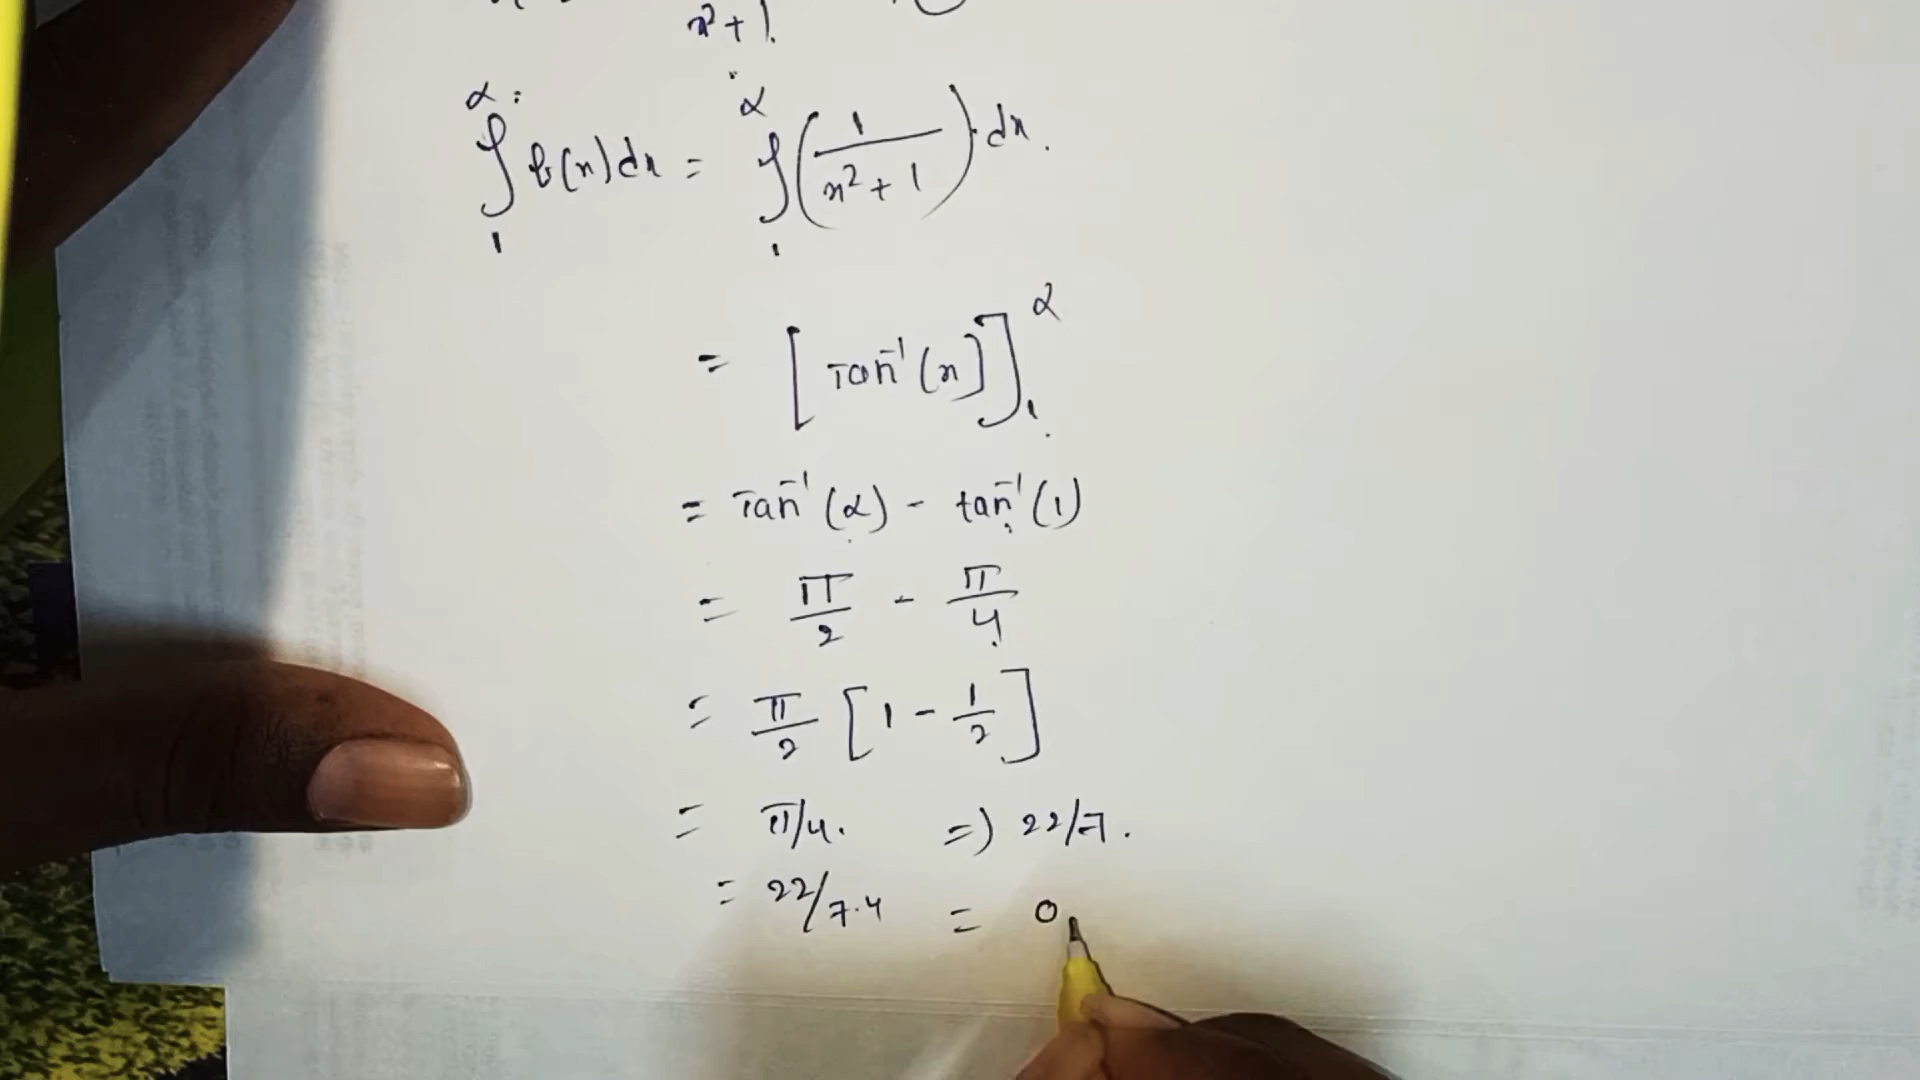 x²+1.
∫₁^α f(x)dx = ∫₁^α (1/(x²+1)) dx.
= [Tan⁻¹(x)]₁^α
= Tan⁻¹(α) - tan⁻¹(1)
= π/2 - π/4
= π/2 [1 - 1/2]
= π/4. => 22/7.
= 22/7.4 = 0.